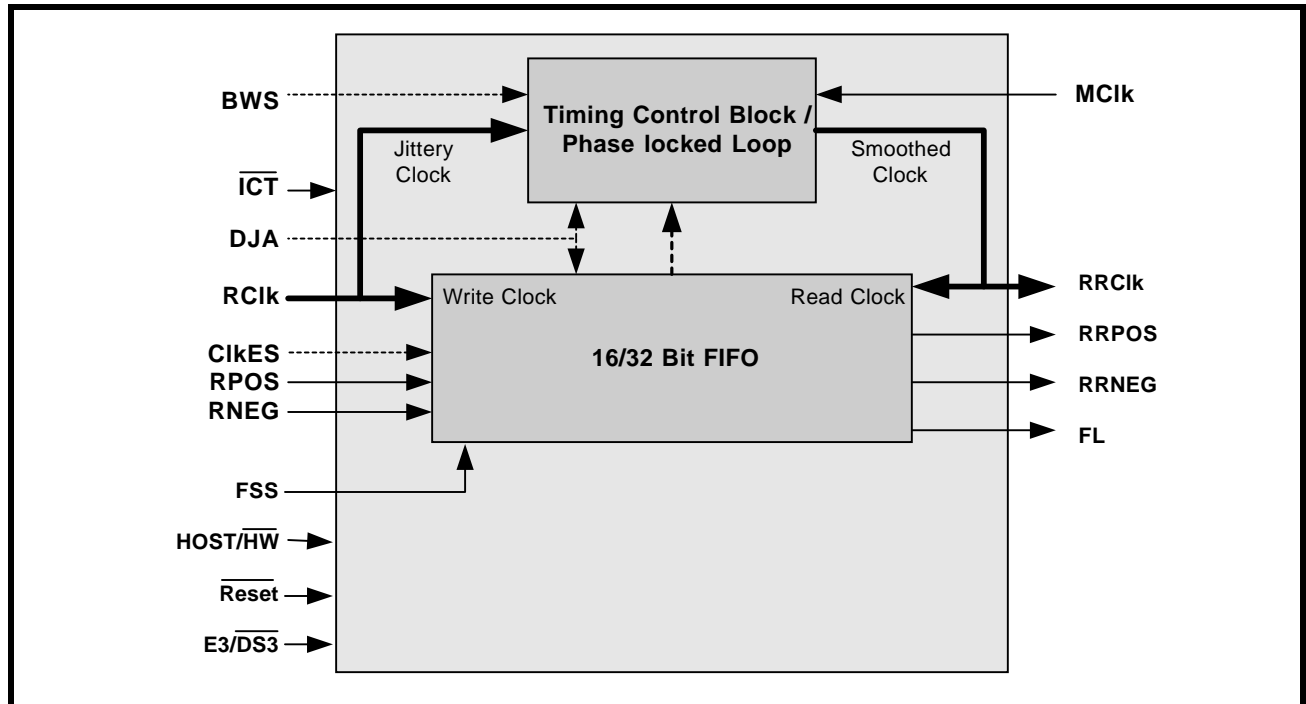 BWS
Timing Control Block /
Phase locked Loop
MClk
Jittery
Clock
Smoothed
Clock
ICT
DJA
RClk
Write Clock
Read Clock
RRClk
RRPOS
ClkES
16/32 Bit FIFO
RPOS
RRNEG
RNEG
FL
FSS
HOST/HW
Reset
E3/DS3